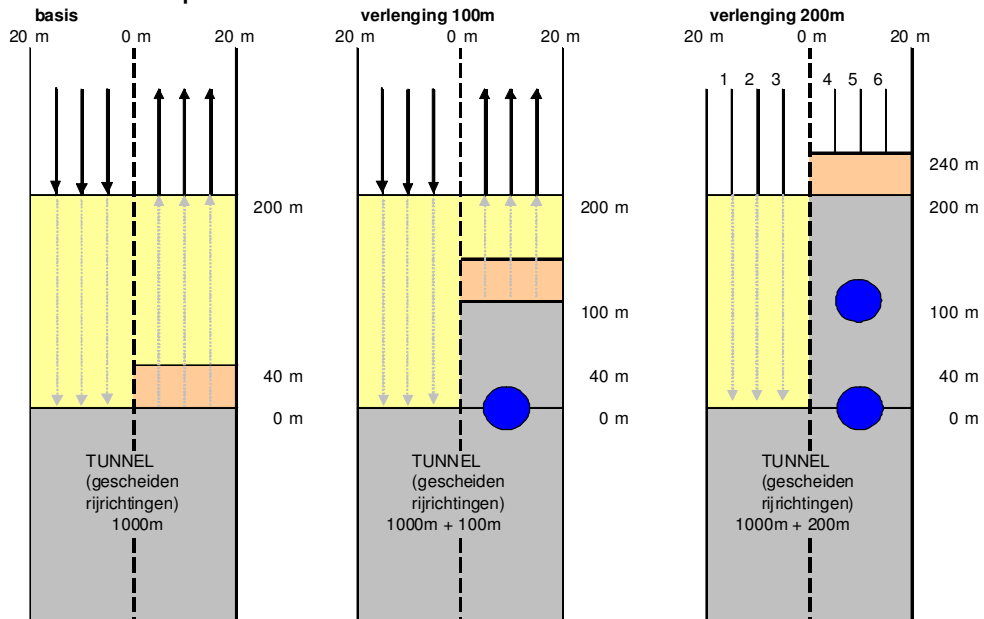 basis
20 m 0 m 20 m
200 m
40 m
0 m
TUNNEL
(gescheiden
rijrichtingen)
1000m
verlenging 100m
20 m 0 m 20 m
200 m
100 m
40 m
0 m
TUNNEL
(gescheiden
rijrichtingen)
1000m + 100m
verlenging 200m
20 m 0 m 20 m
1 2 3 4 5 6
240 m
200 m
100 m
40 m
0 m
TUNNEL
(gescheiden
rijrichtingen)
1000m + 200m